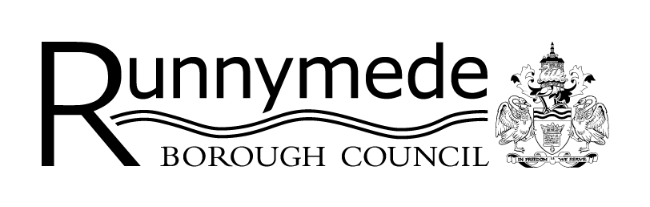 Runnymede
BOROUGH COUNCIL
IN FREEDOM WE SERVE